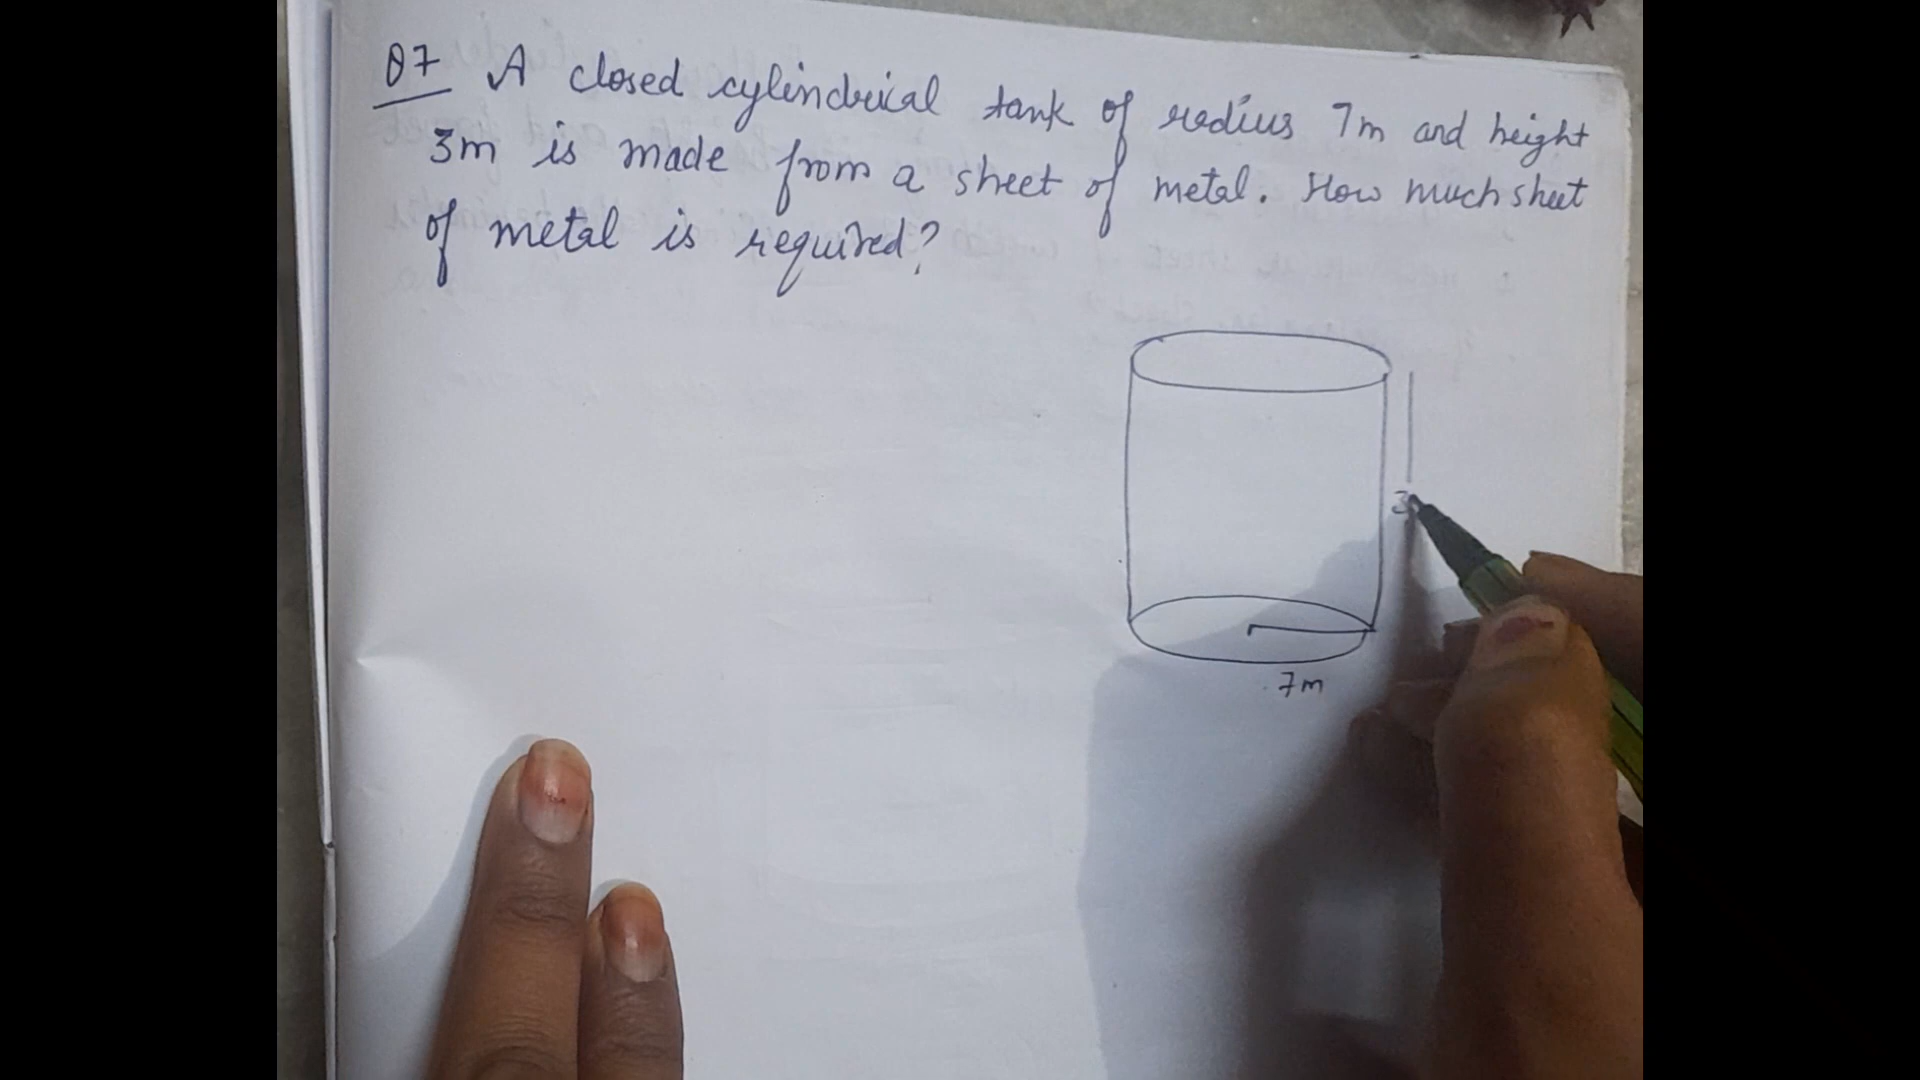 Q7 A closed cylindrical tank of radius 7m and height
3m is made from a sheet of metal. How much sheet
of metal is required?
3
7m